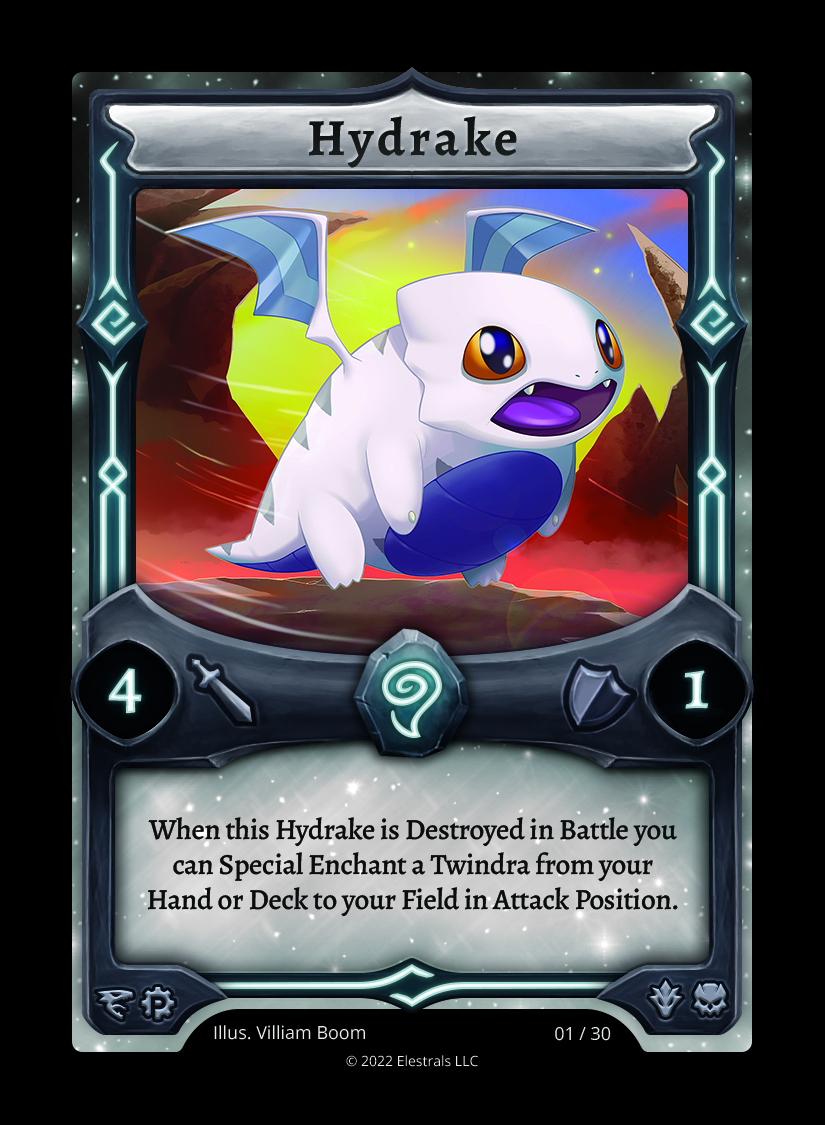 Hydrake
4
1
When this Hydrake is Destroyed in Battle you
can Special Enchant a Twindra from your
Hand or Deck to your Field in Attack Position.
P
Illus. Villiam Boom
01 / 30
© 2022 Elestrals LLC